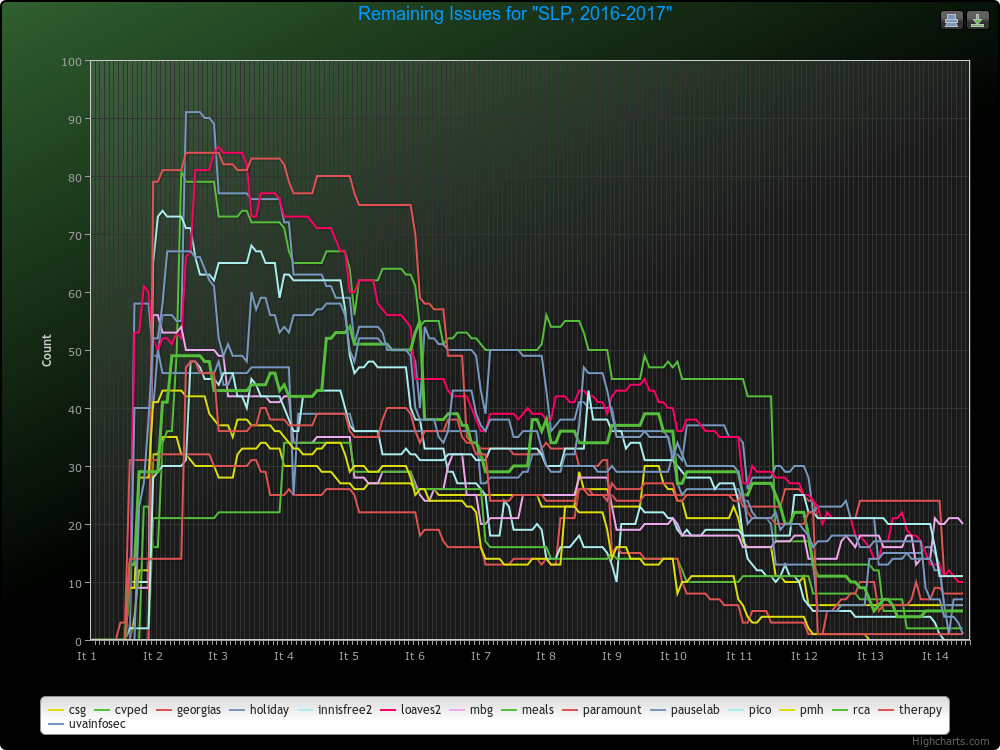 Remaining Issues for "SLP, 2016-2017"
100
90
80
70
60
50
40
30
20
10
0
Count
It 1 It 2 It 3 It 4 It 5 It 6 It 7 It 8 It 9 It 10 It 11 It 12 It 13 It 14
csg cvped georgias holiday innisfree2 loaves2 mbg meals paramount pauselab pico pmh rca therapy
uvainfosec
Highcharts.com